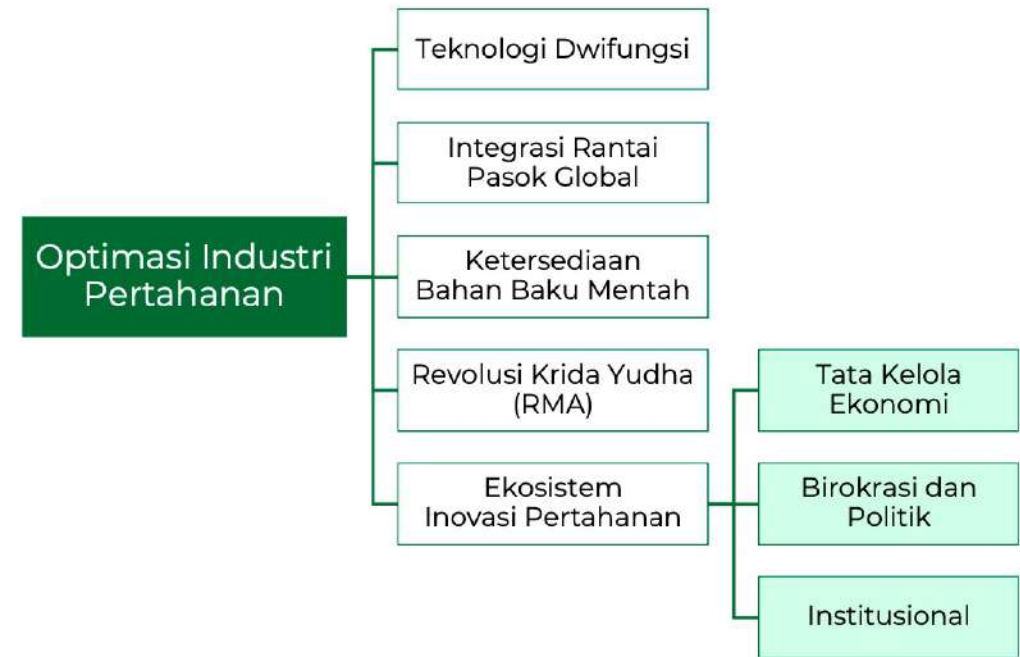 Optimasi Industri
Pertahanan
Teknologi Dwifungsi
Integrasi Rantai
Pasok Global
Ketersediaan
Bahan Baku Mentah
Revolusi Krida Yudha
(RMA)
Ekosistem
Inovasi Pertahanan
Tata Kelola
Ekonomi
Birokrasi dan
Politik
Institusional